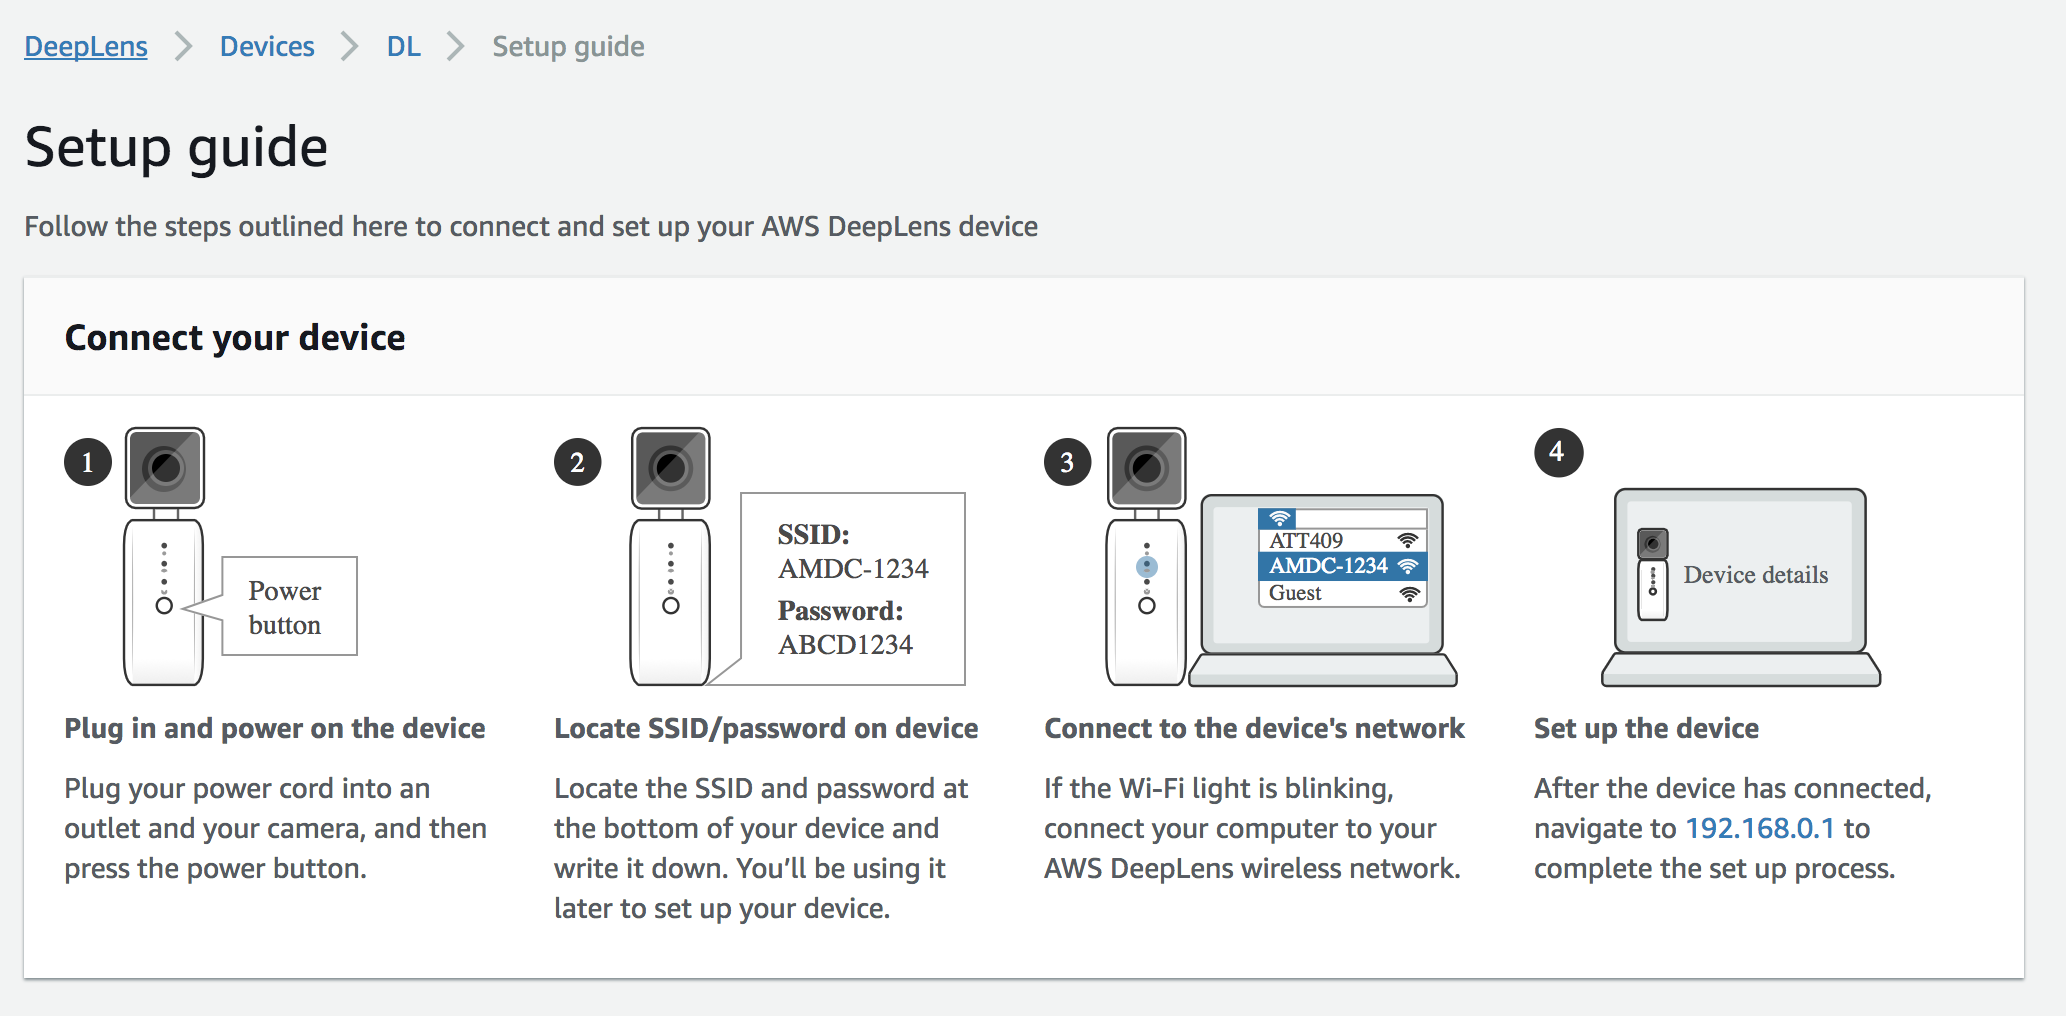 DeepLens > Devices > DL > Setup guide
Setup guide
Follow the steps outlined here to connect and set up your AWS DeepLens device
Connect your device
1
Power
button
Plug in and power on the device
Plug your power cord into an
outlet and your camera, and then
press the power button.
2
SSID:
AMDC-1234
Password:
ABCD1234
Locate SSID/password on device
Locate the SSID and password at
the bottom of your device and
write it down. You’ll be using it
later to set up your device.
3
ATT409
AMDC-1234
Guest
Connect to the device's network
If the Wi-Fi light is blinking,
connect your computer to your
AWS DeepLens wireless network.
4
Device details
Set up the device
After the device has connected,
navigate to 192.168.0.1 to
complete the set up process.